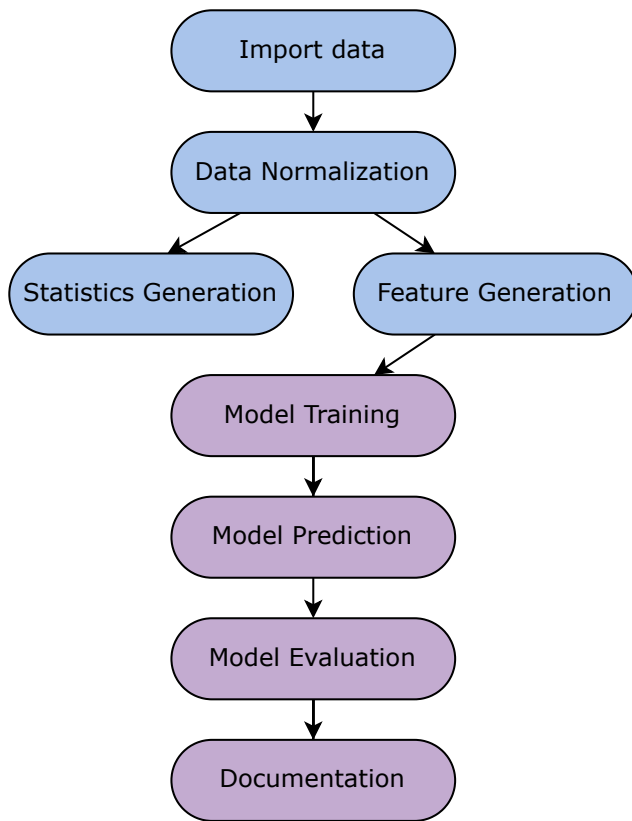 Import data
Data Normalization
Statistics Generation
Feature Generation
Model Training
Model Prediction
Model Evaluation
Documentation